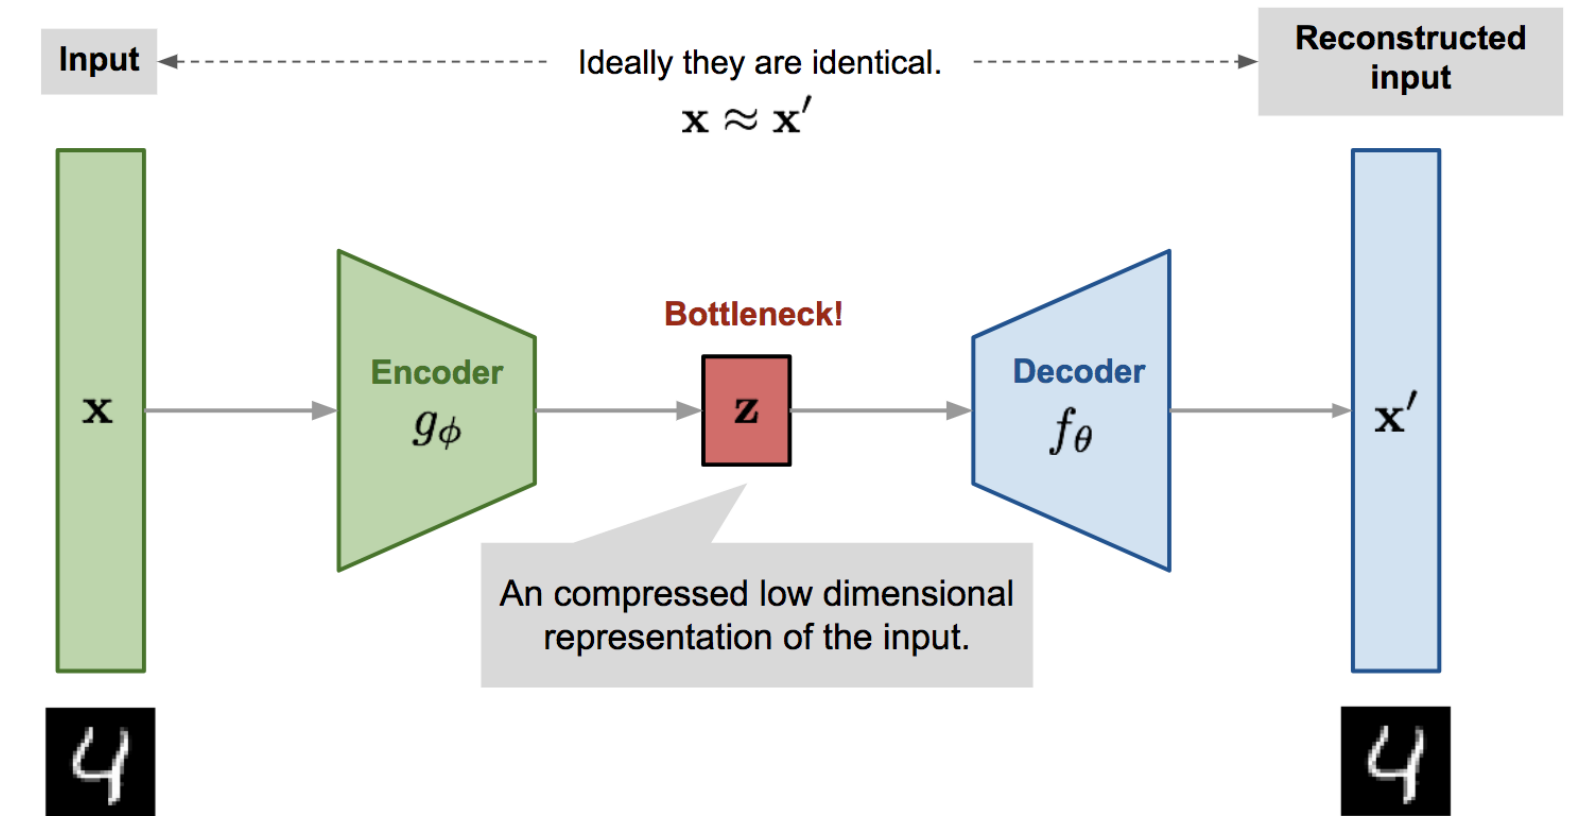 Input
Ideally they are identical.
x ≈ x′
Reconstructed
input
Bottleneck!
Encoder
gϕ
Decoder
fθ
x
z
x′
An compressed low dimensional
representation of the input.
4
4